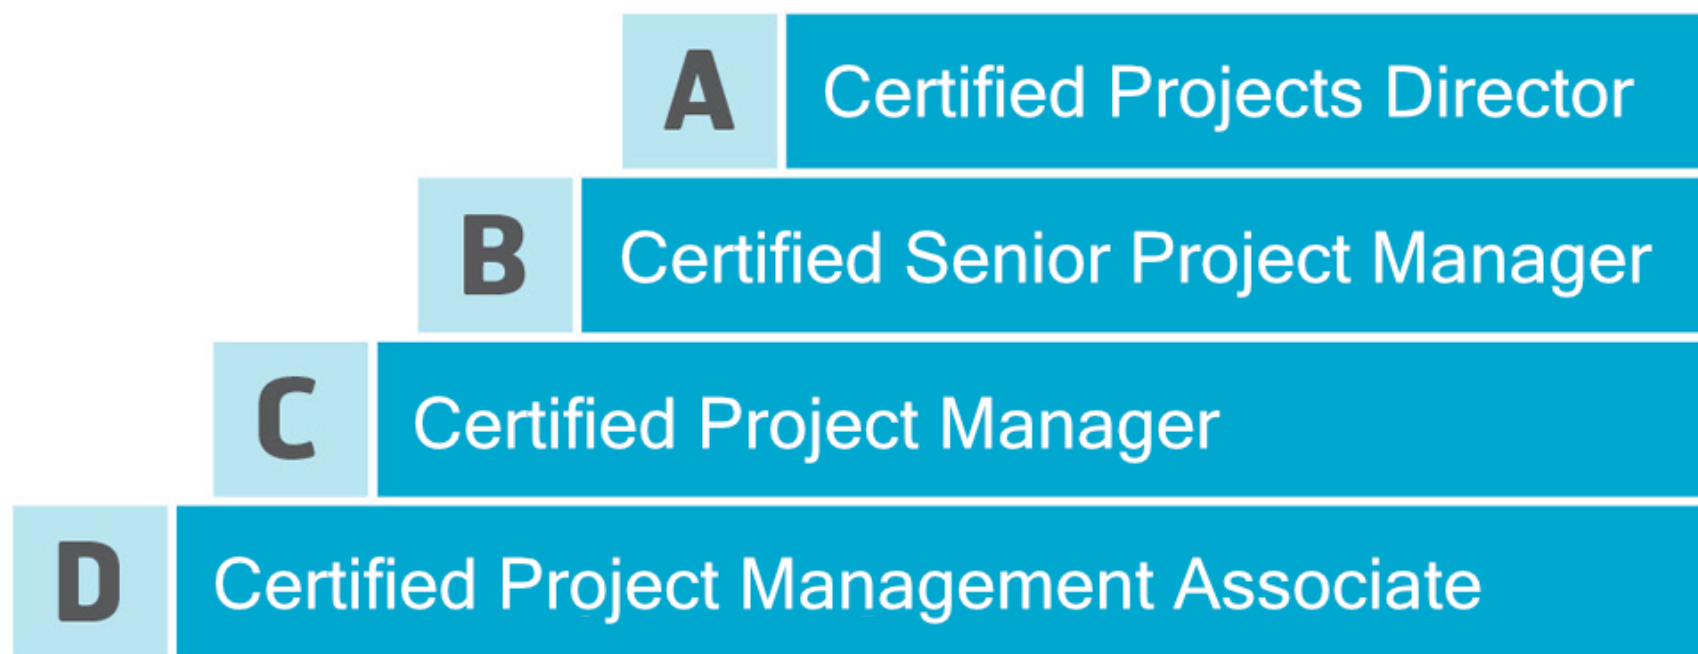 A Certified Projects Director
B Certified Senior Project Manager
C Certified Project Manager
D Certified Project Management Associate